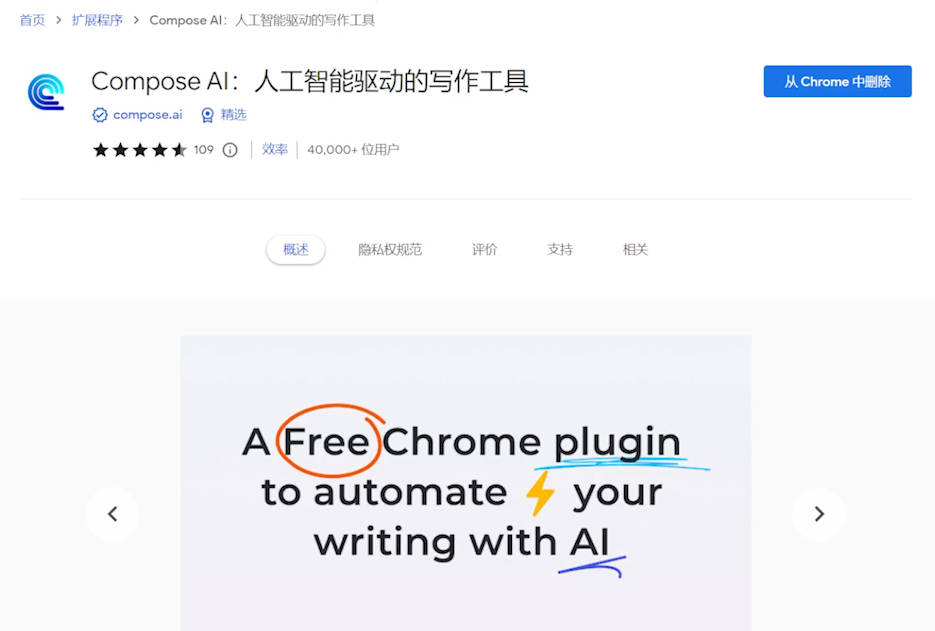 首页 > 扩展程序 > Compose AI：人工智能驱动的写作工具
Compose AI：人工智能驱动的写作工具
从 Chrome 中删除
compose.ai 精选
109 效率 40,000+ 位用户
概述 隐私权规范 评价 支持 相关
A Free Chrome plugin
to automate ⚡ your
writing with AI